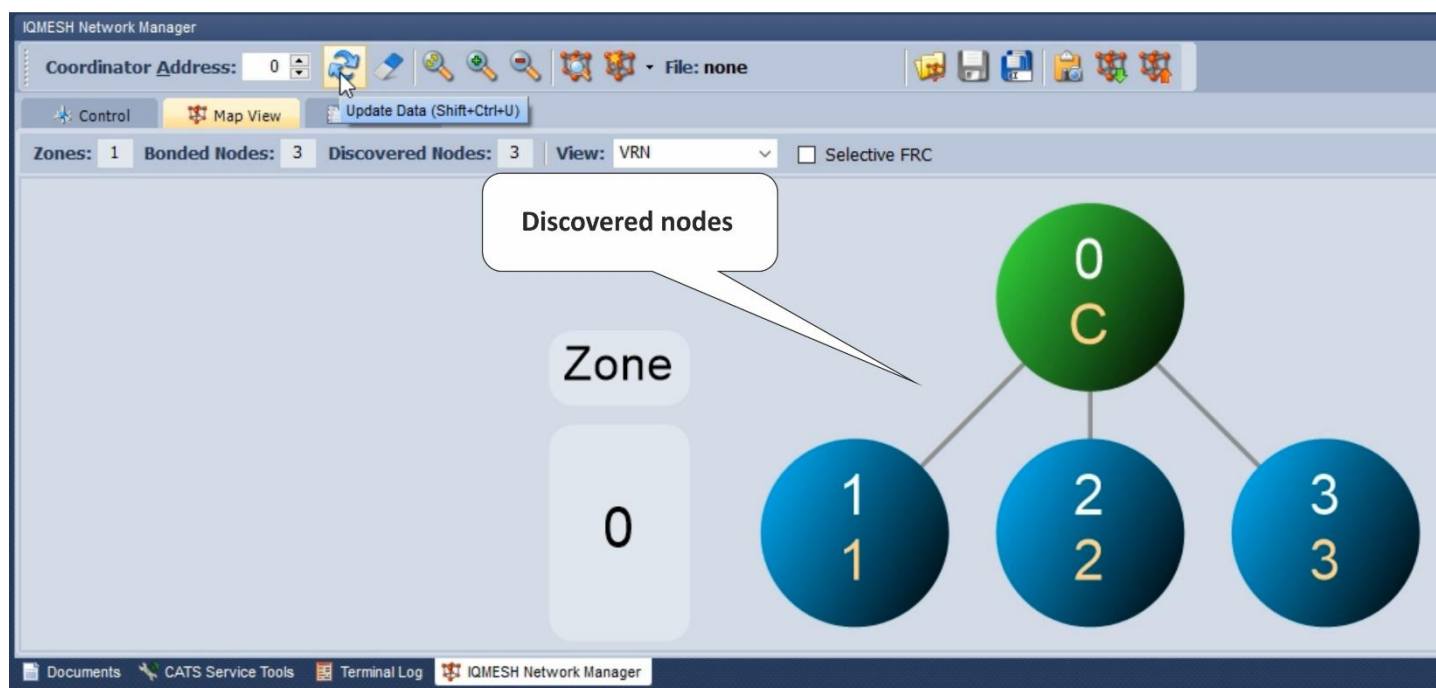 IQMESH Network Manager
Coordinator Address: 0 File: none
Update Data (Shift+Ctrl+U)
Control Map View
Zones: 1 Bonded Nodes: 3 Discovered Nodes: 3 View: VRN Selective FRC
Discovered nodes
0
C
Zone
0
1
1
2
2
3
3
Documents CATS Service Tools Terminal Log IQMESH Network Manager